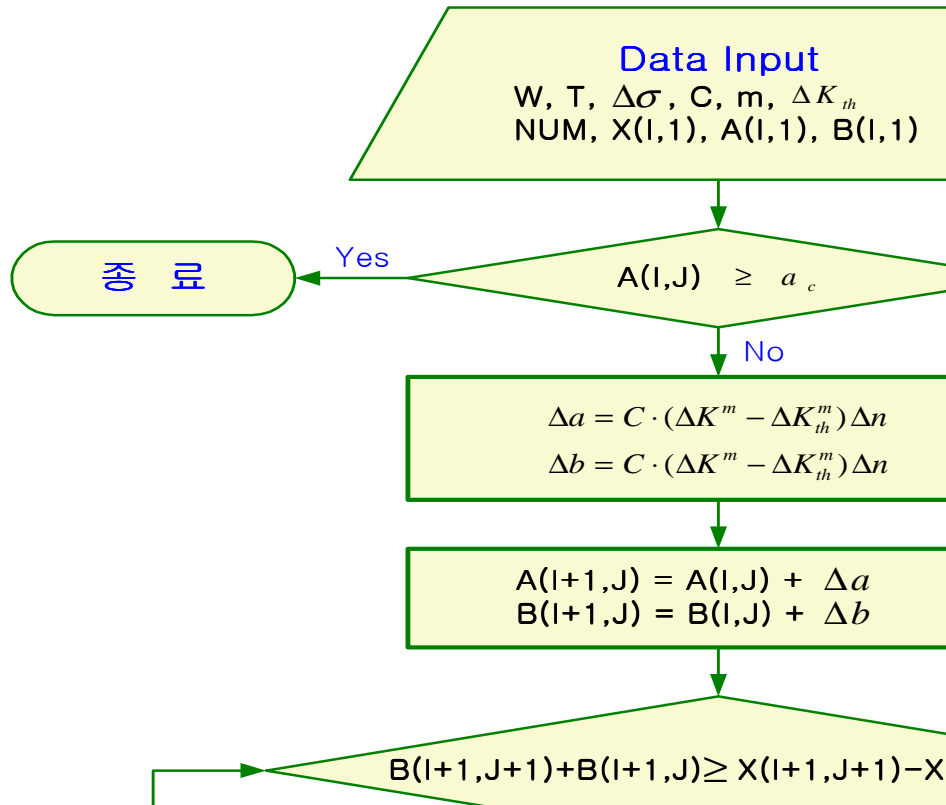 Data Input
W, T, Δσ, C, m, ΔK_th
NUM, X(I,1), A(I,1), B(I,1)
종 료
Yes
A(I,J) ≥ a_c
No
Δa = C · (ΔK^m − ΔK_th^m) Δn
Δb = C · (ΔK^m − ΔK_th^m) Δn
A(I+1,J) = A(I,J) + Δa
B(I+1,J) = B(I,J) + Δb
B(I+1,J+1)+B(I+1,J)≥ X(I+1,J+1)−X